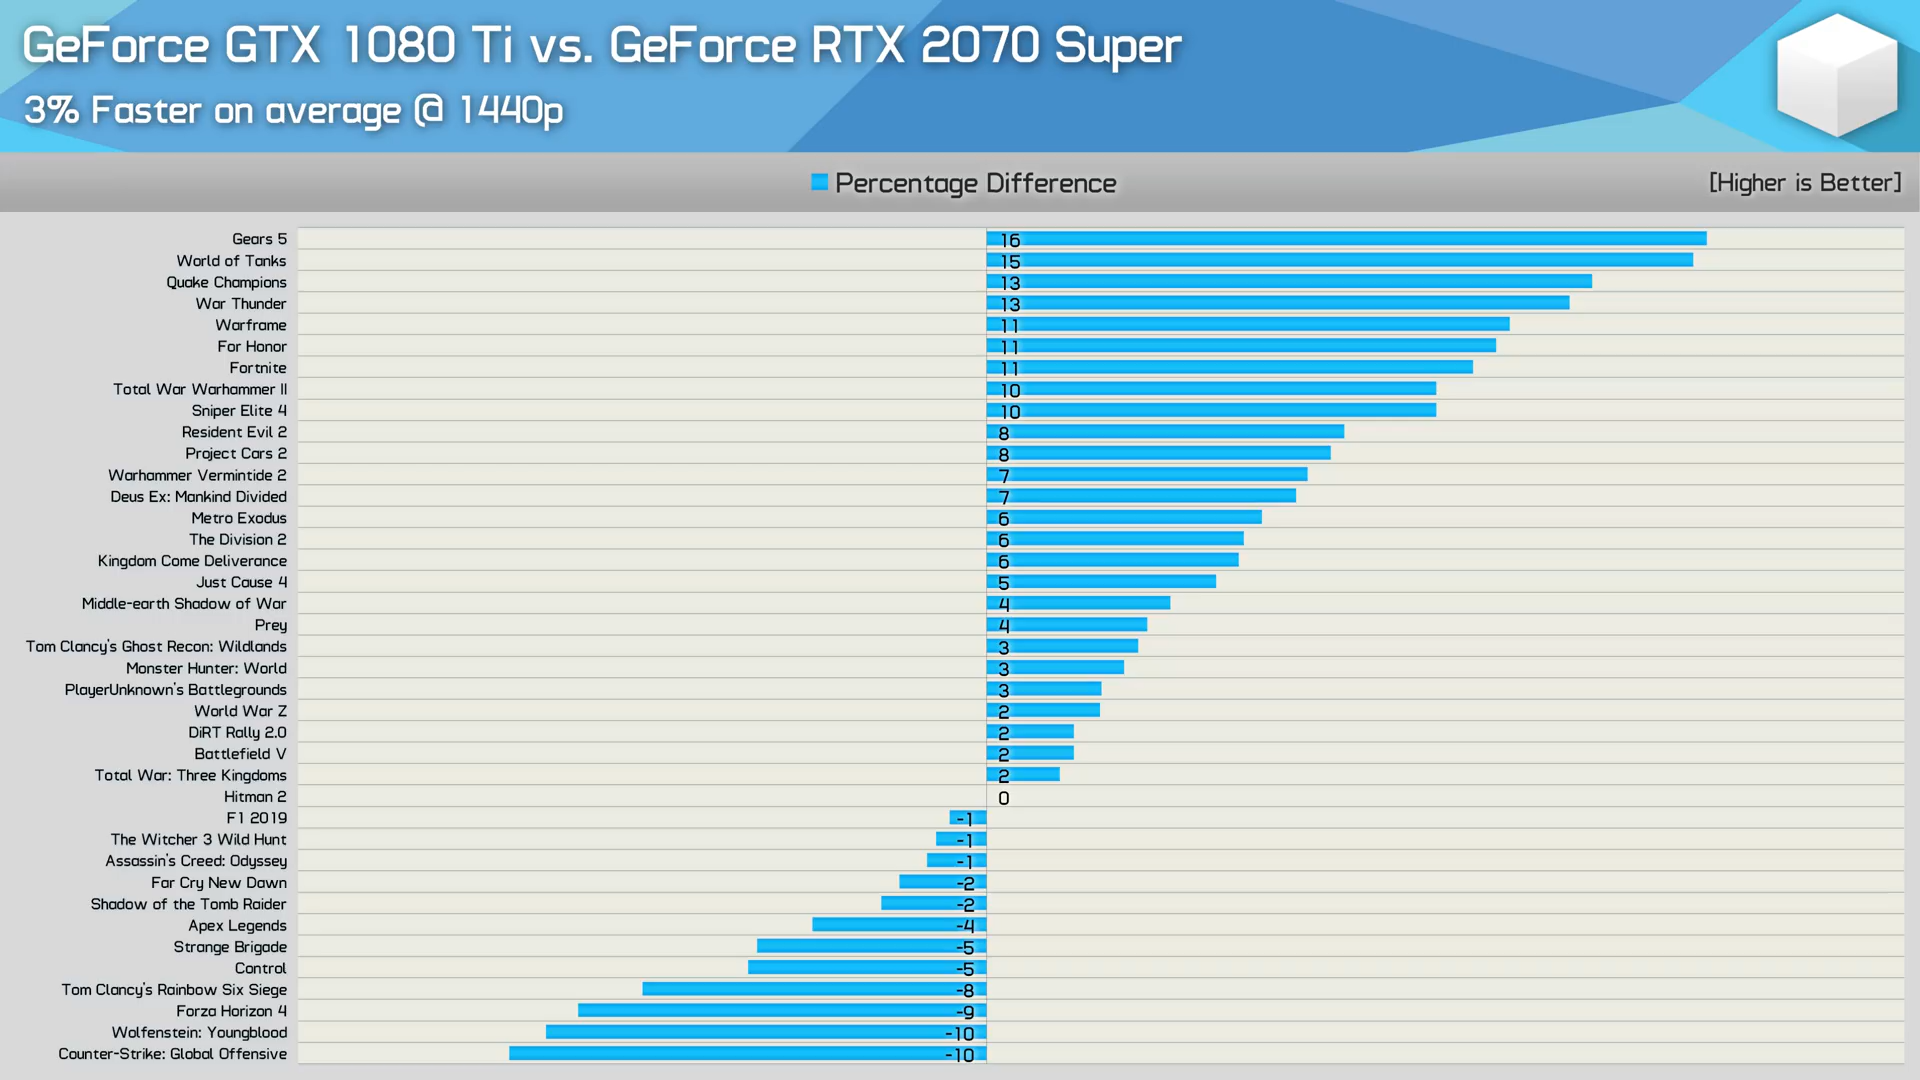 GeForce GTX 1080 Ti vs. GeForce RTX 2070 Super
3% Faster on average @ 1440p
Percentage Difference
[Higher is Better]
Gears 5 16
World of Tanks 15
Quake Champions 13
War Thunder 13
Warframe 11
For Honor 11
Fortnite 11
Total War Warhammer II 10
Sniper Elite 4 10
Resident Evil 2 8
Project Cars 2 8
Warhammer Vermintide 2 7
Deus Ex: Mankind Divided 7
Metro Exodus 6
The Division 2 6
Kingdom Come Deliverance 6
Just Cause 4 5
Middle-earth Shadow of War 4
Prey 4
Tom Clancy's Ghost Recon: Wildlands 3
Monster Hunter: World 3
PlayerUnknown's Battlegrounds 3
World War Z 2
DiRT Rally 2.0 2
Battlefield V 2
Total War: Three Kingdoms 2
Hitman 2 0
F1 2019 -1
The Witcher 3 Wild Hunt -1
Assassin's Creed: Odyssey -1
Far Cry New Dawn -2
Shadow of the Tomb Raider -2
Apex Legends -4
Strange Brigade -5
Control -5
Tom Clancy's Rainbow Six Siege -8
Forza Horizon 4 -9
Wolfenstein: Youngblood -10
Counter-Strike: Global Offensive -10